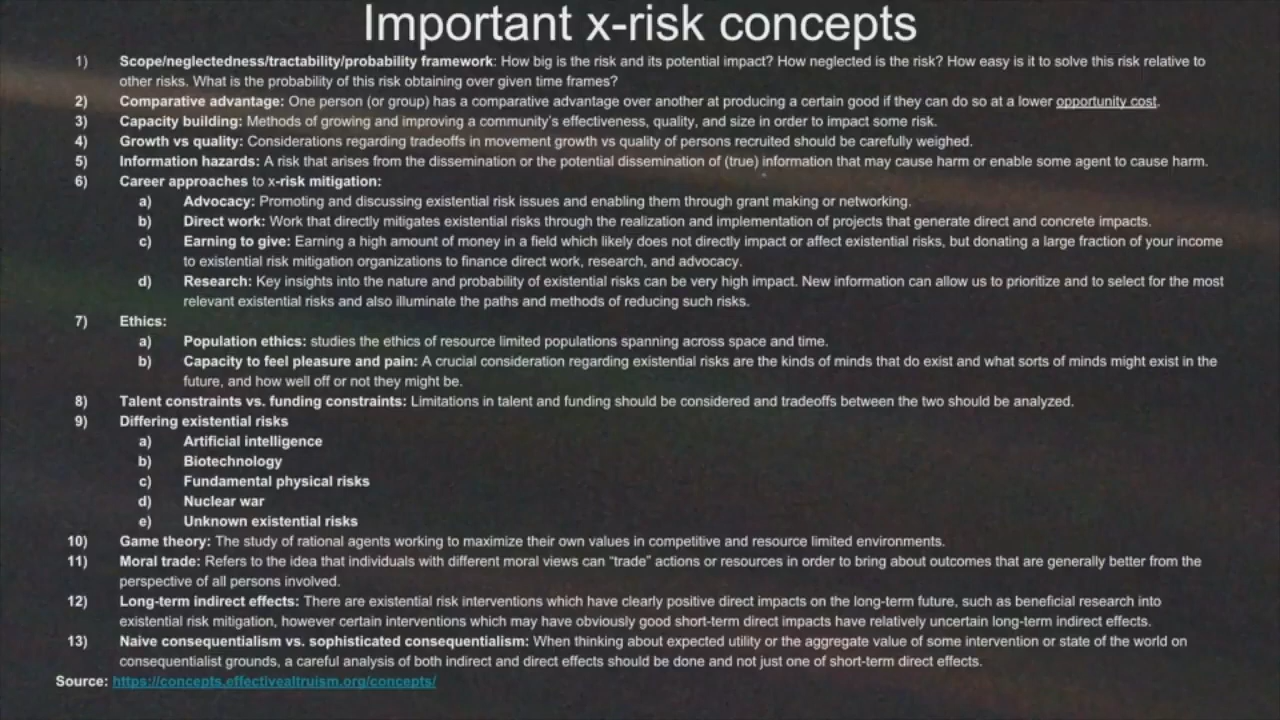 Important x-risk concepts
1) Scope/neglectedness/tractability/probability framework: How big is the risk and its potential impact? How neglected is the risk? How easy is it to solve this risk relative to
other risks. What is the probability of this risk obtaining over given time frames?
2) Comparative advantage: One person (or group) has a comparative advantage over another at producing a certain good if they can do so at a lower opportunity cost.
3) Capacity building: Methods of growing and improving a community's effectiveness, quality, and size in order to impact some risk.
4) Growth vs quality: Considerations regarding tradeoffs in movement growth vs quality of persons recruited should be carefully weighed.
5) Information hazards: A risk that arises from the dissemination or the potential dissemination of (true) information that may cause harm or enable some agent to cause harm.
6) Career approaches to x-risk mitigation:
a) Advocacy: Promoting and discussing existential risk issues and enabling them through grant making or networking.
b) Direct work: Work that directly mitigates existential risks through the realization and implementation of projects that generate direct and concrete impacts.
c) Earning to give: Earning a high amount of money in a field which likely does not directly impact or affect existential risks, but donating a large fraction of your income
to existential risk mitigation organizations to finance direct work, research, and advocacy.
d) Research: Key insights into the nature and probability of existential risks can be very high impact. New information can allow us to prioritize and to select for the most
relevant existential risks and also illuminate the paths and methods of reducing such risks.
7) Ethics:
a) Population ethics: studies the ethics of resource limited populations spanning across space and time.
b) Capacity to feel pleasure and pain: A crucial consideration regarding existential risks are the kinds of minds that do exist and what sorts of minds might exist in the
future, and how well off or not they might be.
8) Talent constraints vs. funding constraints: Limitations in talent and funding should be considered and tradeoffs between the two should be analyzed.
9) Differing existential risks
a) Artificial intelligence
b) Biotechnology
c) Fundamental physical risks
d) Nuclear war
e) Unknown existential risks
10) Game theory: The study of rational agents working to maximize their own values in competitive and resource limited environments.
11) Moral trade: Refers to the idea that individuals with different moral views can "trade" actions or resources in order to bring about outcomes that are generally better from the
perspective of all persons involved.
12) Long-term indirect effects: There are existential risk interventions which have clearly positive direct impacts on the long-term future, such as beneficial research into
existential risk mitigation, however certain interventions which may have obviously good short-term direct impacts have relatively uncertain long-term indirect effects.
13) Naive consequentialism vs. sophisticated consequentialism: When thinking about expected utility or the aggregate value of some intervention or state of the world on
consequentialist grounds, a careful analysis of both indirect and direct effects should be done and not just one of short-term direct effects.
Source: https://concepts.effectivealtruism.org/concepts/